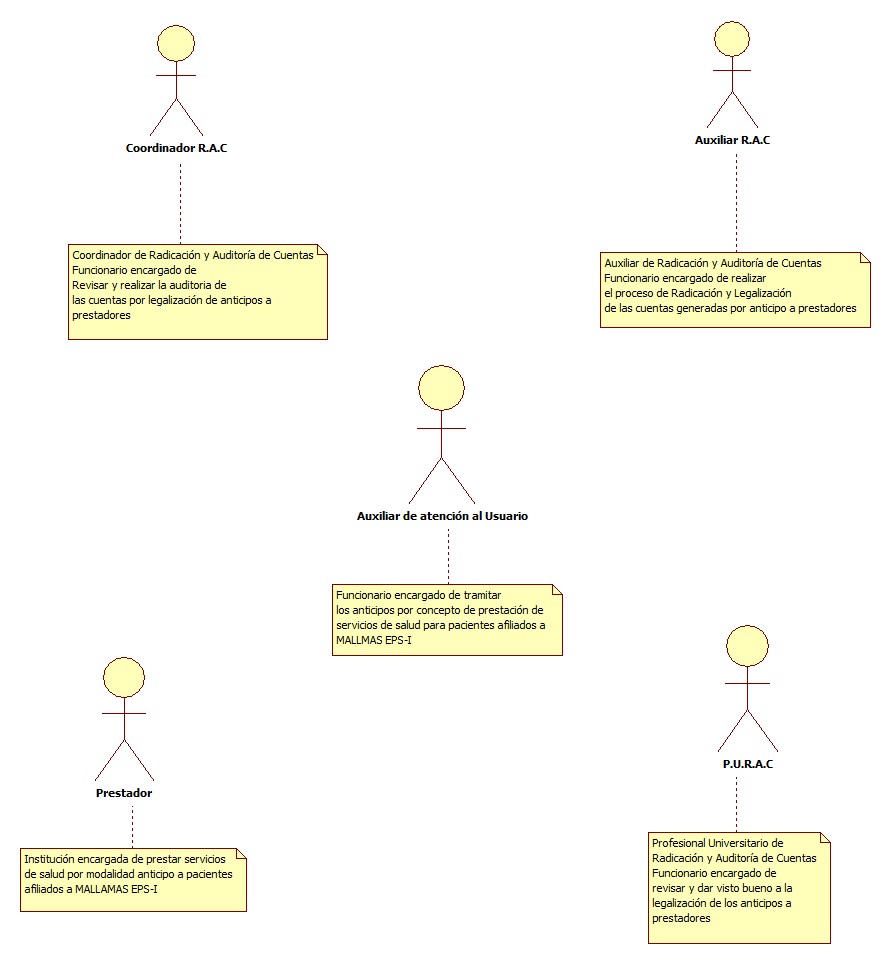 Coordinador R.A.C
Coordinador de Radicación y Auditoría de Cuentas
Funcionario encargado de
Revisar y realizar la auditoria de
las cuentas por legalización de anticipos a
prestadores
Auxiliar R.A.C
Auxiliar de Radicación y Auditoría de Cuentas
Funcionario encargado de realizar
el proceso de Radicación y Legalización
de las cuentas generadas por anticipo a prestadores
Auxiliar de atención al Usuario
Funcionario encargado de tramitar
los anticipos por concepto de prestación de
servicios de salud para pacientes afiliados a
MALLMAS EPS-I
Prestador
Institución encargada de prestar servicios
de salud por modalidad anticipo a pacientes
afiliados a MALLAMAS EPS-I
P.U.R.A.C
Profesional Universitario de
Radicación y Auditoría de Cuentas
Funcionario encargado de
revisar y dar visto bueno a la
legalización de los anticipos a
prestadores